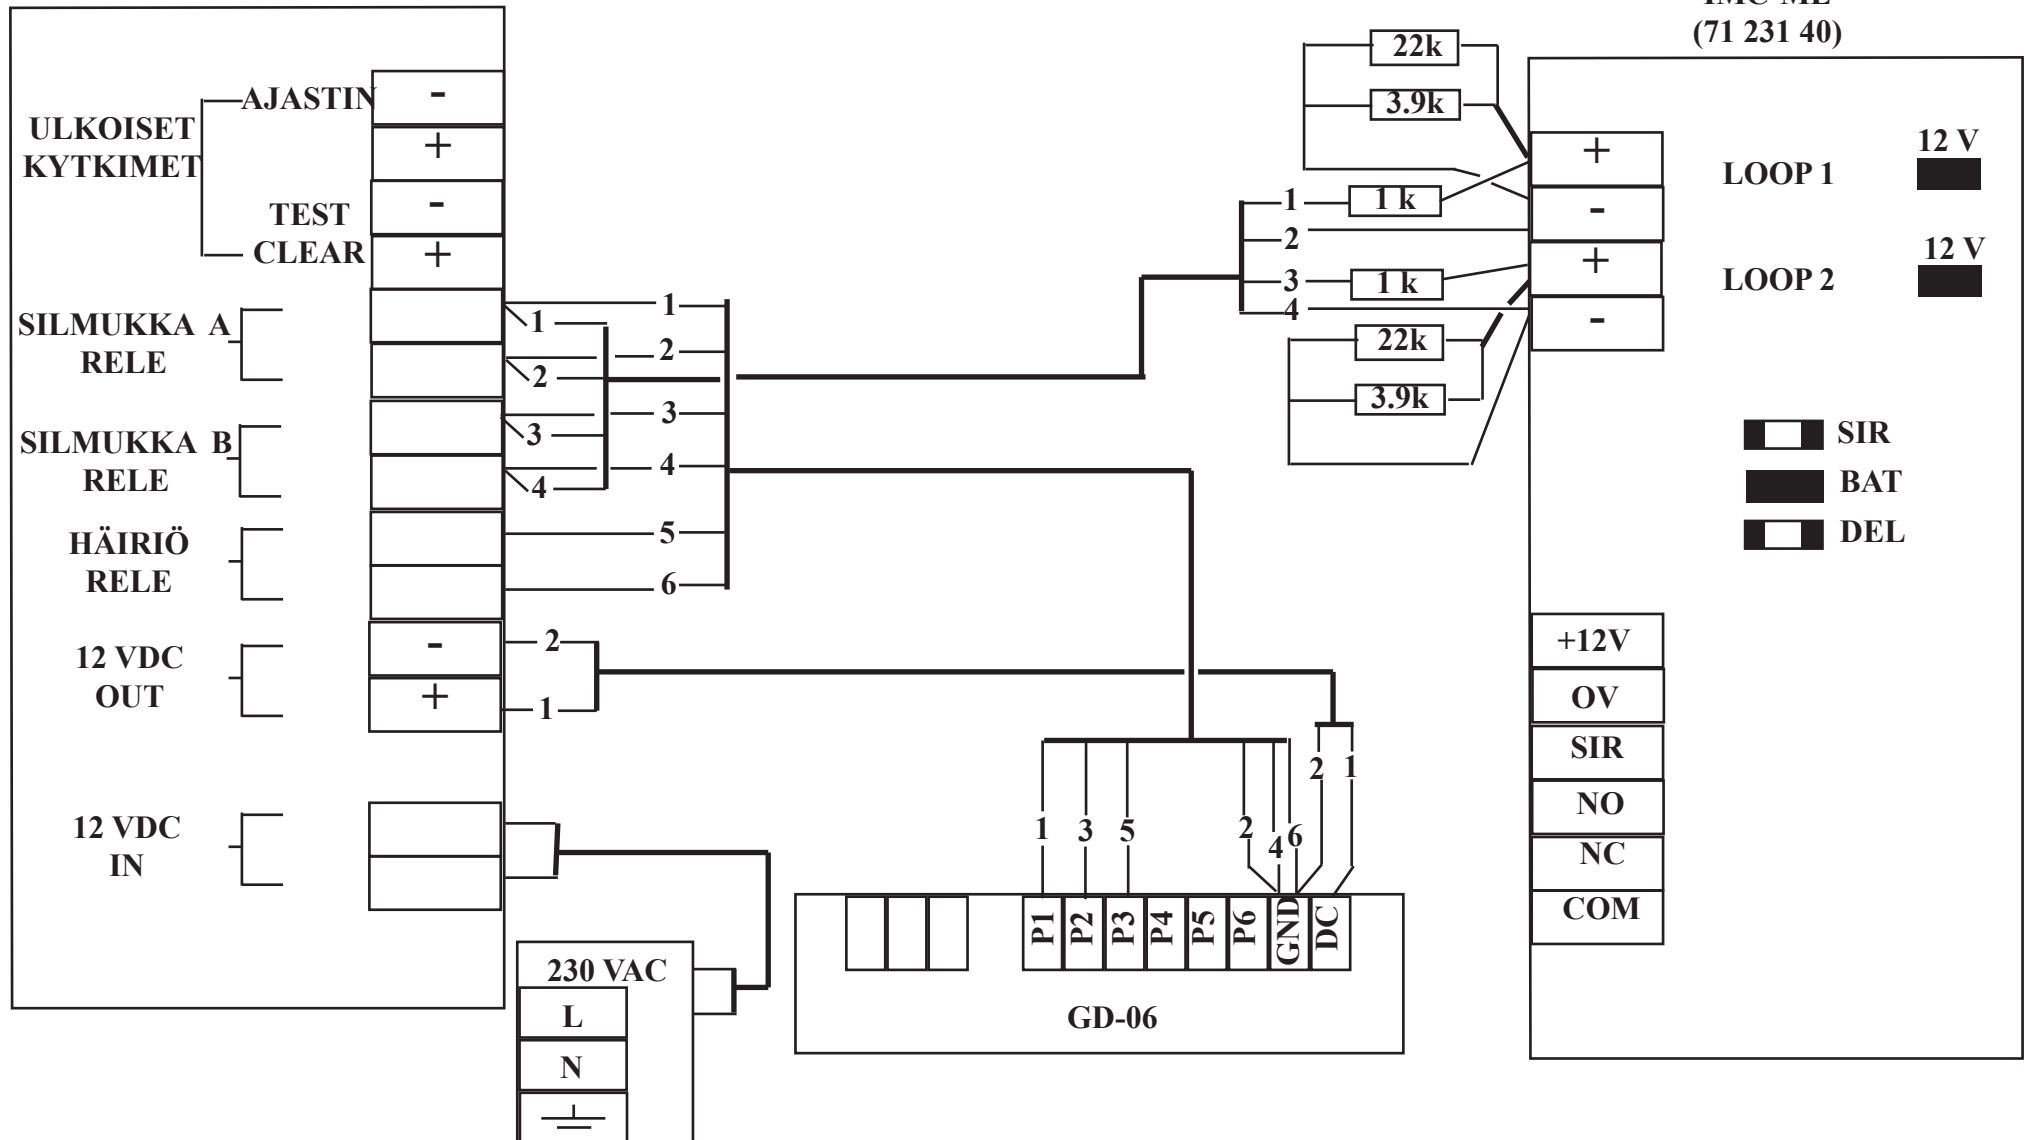 (71 231 40)
ULKOISET
KYTKIMET
AJASTIN
-
+
TEST
CLEAR
-
+
SILMUKKA A
RELE
SILMUKKA B
RELE
HÄIRIÖ
RELE
12 VDC
OUT
-
+
12 VDC
IN
1
2
3
4
1
2
3
4
5
6
2
1
230 VAC
L
N
1
3
5
2
4
6
2
1
P1
P2
P3
P4
P5
P6
GND
DC
GD-06
22k
3.9k
1
1 k
2
3
1 k
4
22k
3.9k
+
-
+
-
LOOP 1
12 V
LOOP 2
12 V
SIR
BAT
DEL
+12V
OV
SIR
NO
NC
COM